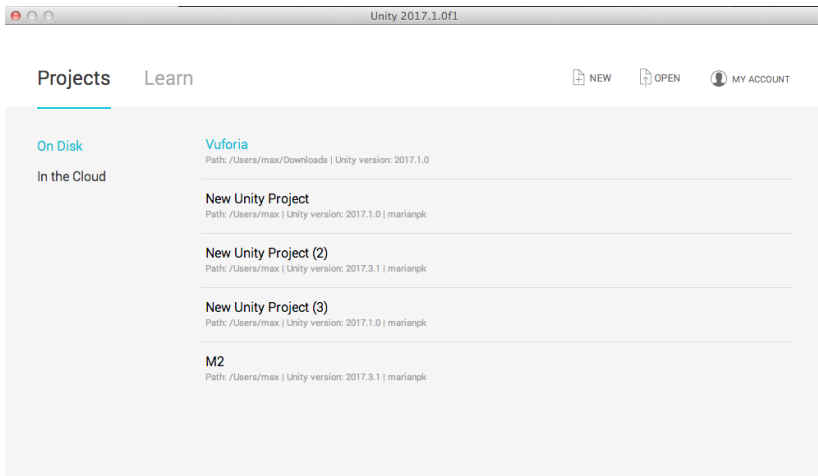 Unity 2017.1.0f1
Projects Learn NEW OPEN MY ACCOUNT
On Disk
In the Cloud
Vuforia
Path: /Users/max/Downloads | Unity version: 2017.1.0
New Unity Project
Path: /Users/max | Unity version: 2017.1.0 | marianpk
New Unity Project (2)
Path: /Users/max | Unity version: 2017.3.1 | marianpk
New Unity Project (3)
Path: /Users/max | Unity version: 2017.1.0 | marianpk
M2
Path: /Users/max | Unity version: 2017.3.1 | marianpk